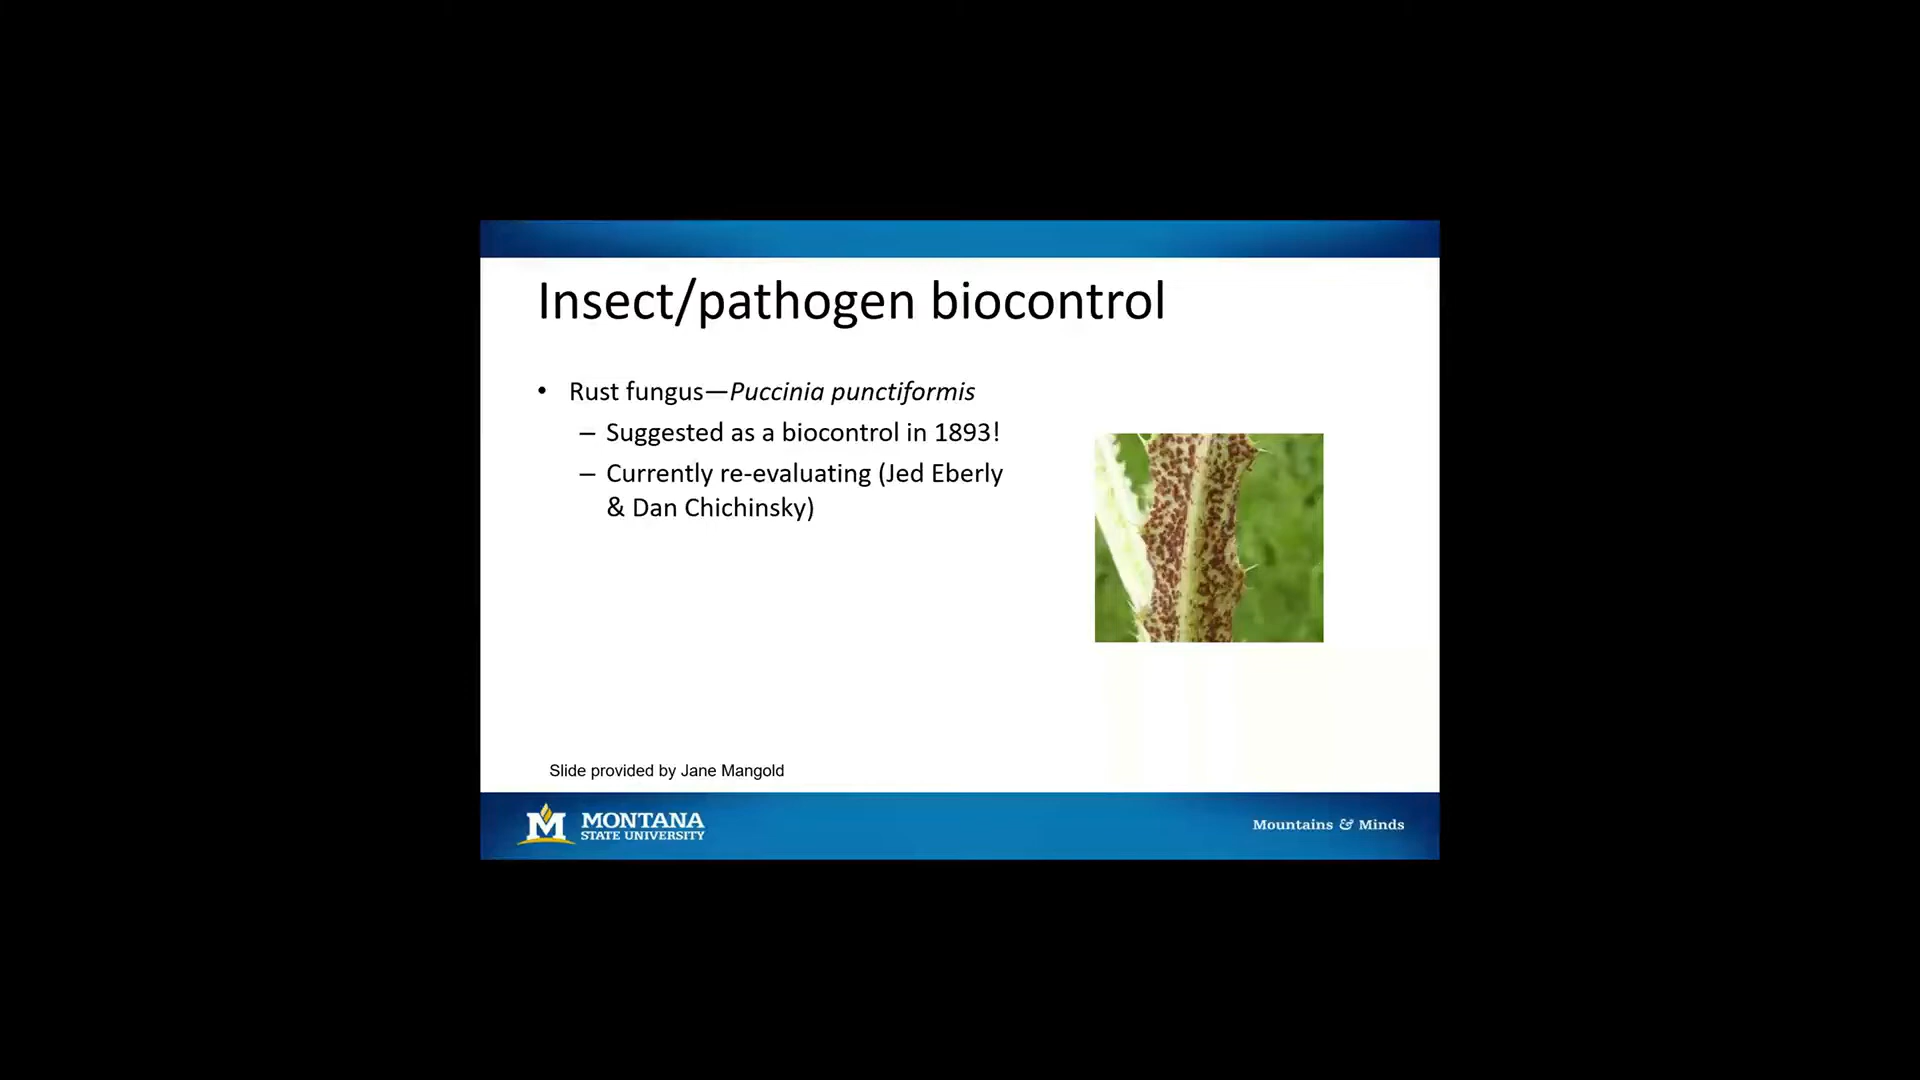 Insect/pathogen biocontrol
• Rust fungus—Puccinia punctiformis
– Suggested as a biocontrol in 1893!
– Currently re-evaluating (Jed Eberly
& Dan Chichinsky)
Slide provided by Jane Mangold
M MONTANA
STATE UNIVERSITY
Mountains & Minds